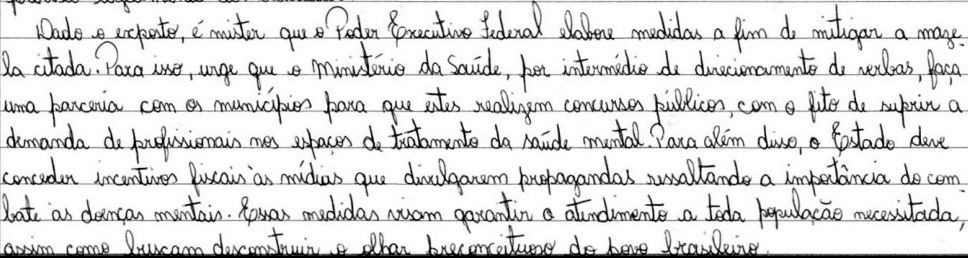 Dado o exposto, é mister que o Poder Executivo Federal elabore medidas a fim de mitigar a maze
la citada. Para isso, urge que o Ministério da Saúde, por intermédio de direcionamento de verbas, faça
uma parceria com os municípios para que estes realizem concursos públicos, com o fito de suprir a
demanda de profissionais nos espaços de tratamento da saúde mental. Para além disso, o Estado deve
conceder incentivos fiscais às mídias que divulgarem propagandas ressaltando a importância do com
bate às doenças mentais. Essas medidas visam garantir o atendimento a toda população necessitada,
assim como buscam desconstruir o olhar preconceituoso do povo brasileiro.